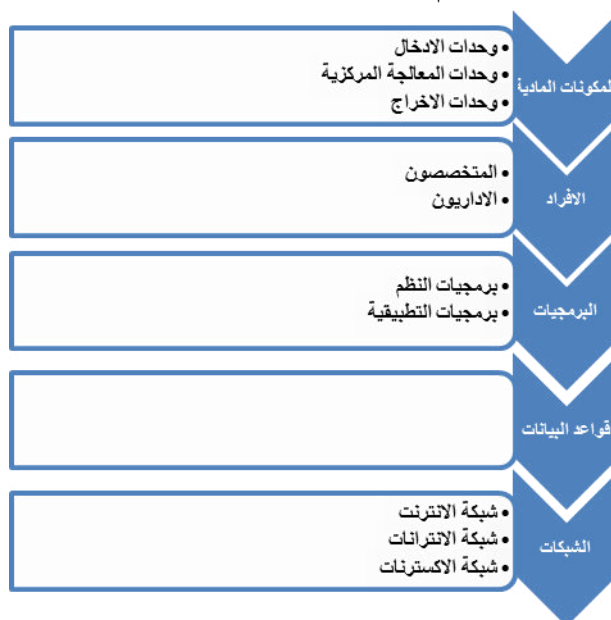 لمكونات المادية
• وحدات الادخال
• وحدات المعالجة المركزية
• وحدات الاخراج
الافراد
• المتخصصون
• الاداريون
البرمجيات
• برمجيات النظم
• برمجيات التطبيقية
قواعد البيانات
الشبكات
• شبكة الانترنت
• شبكة الانترانات
• شبكة الاكسترنات